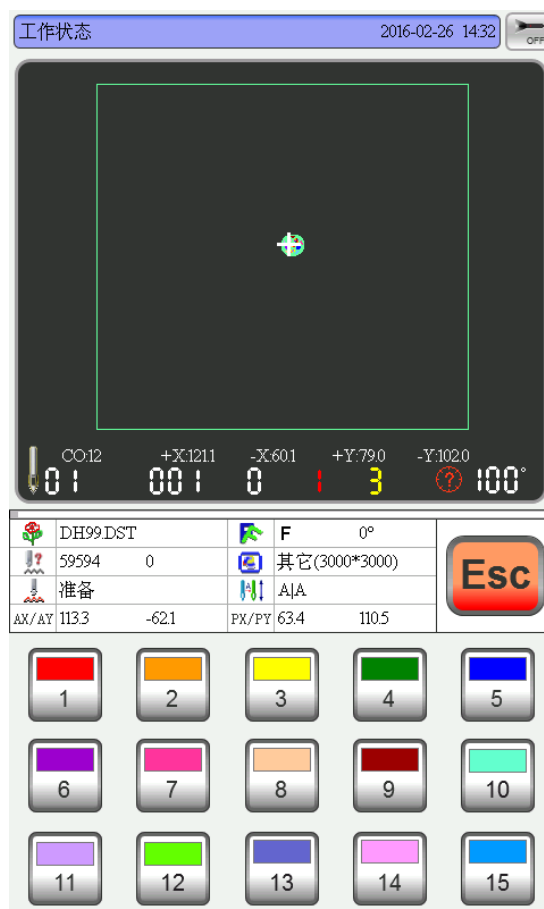 工作状态 2016-02-26 14:32 OFF
CO:12 +X:121.1 -X:60.1 +Y:79.0 -Y:102.0
01 001 0 1 3 ? 100°
DH99.DST F 0°
? 59594 0 其它(3000*3000)
准备 A|A
AX/AY 113.3 -62.1 PX/PY 63.4 110.5
Esc
1 2 3 4 5
6 7 8 9 10
11 12 13 14 15